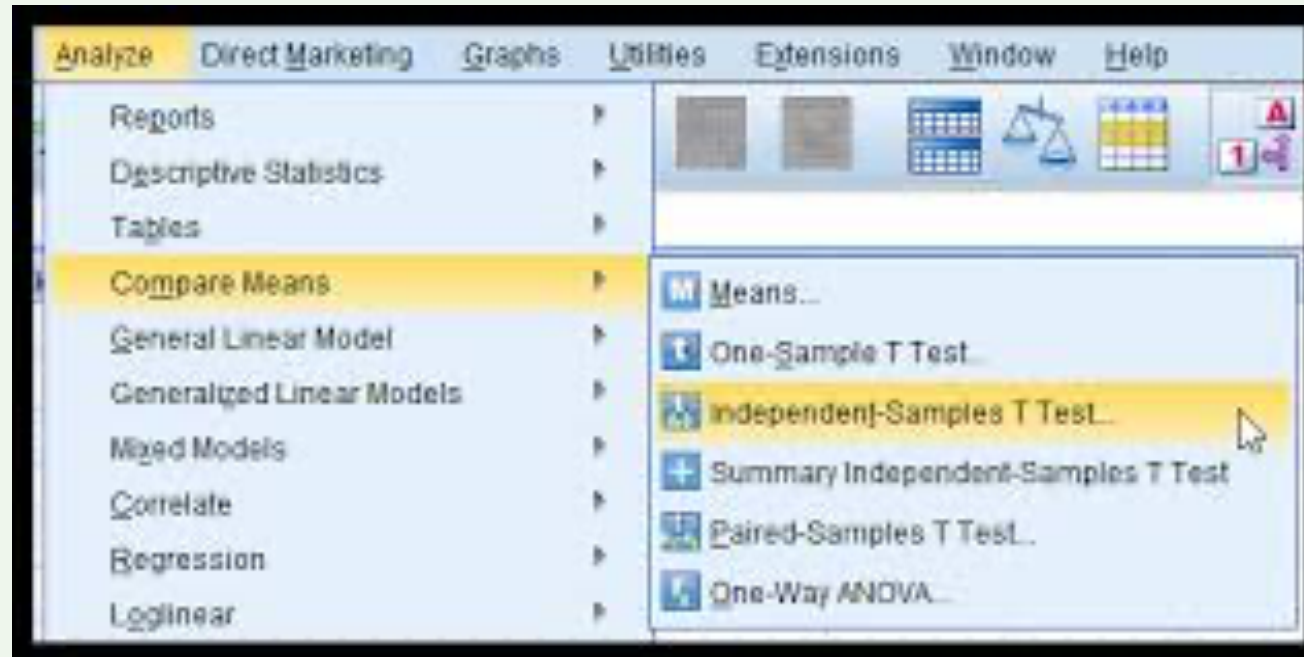 Analyze Direct Marketing Graphs Utilities Extensions Window Help
Reports
Descriptive Statistics
Tables
Compare Means
General Linear Model
Generalized Linear Models
Mixed Models
Correlate
Regression
Loglinear
A
1
Means...
One-Sample T Test...
Independent-Samples T Test...
Summary Independent-Samples T Test
Paired-Samples T Test...
One-Way ANOVA...